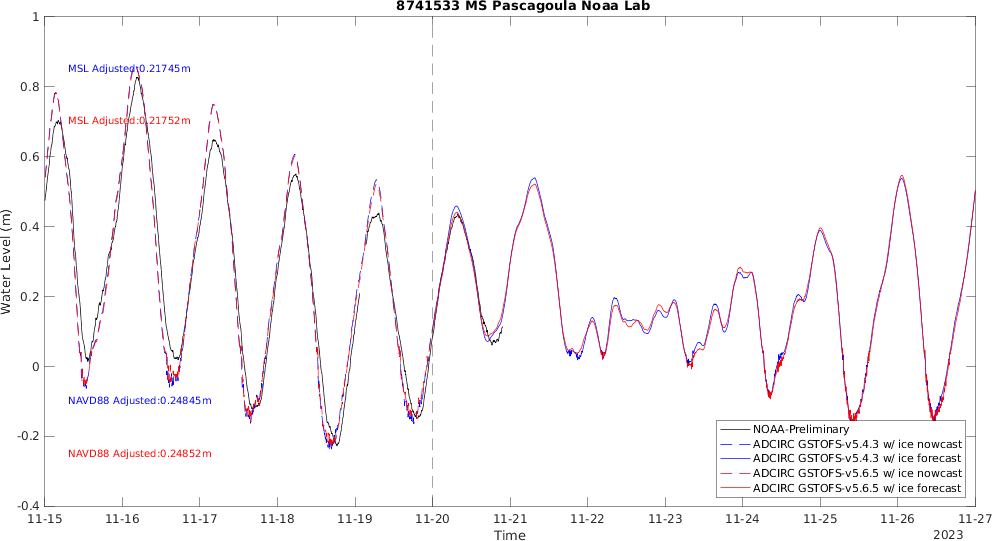 8741533 MS Pascagoula Noaa Lab
1
0.8
0.6
0.4
0.2
0
-0.2
-0.4
Water Level (m)
MSL Adjusted:0.21745m
MSL Adjusted:0.21752m
NAVD88 Adjusted:0.24845m
NAVD88 Adjusted:0.24852m
NOAA-Preliminary
ADCIRC GSTOFS-v5.4.3 w/ ice nowcast
ADCIRC GSTOFS-v5.4.3 w/ ice forecast
ADCIRC GSTOFS-v5.6.5 w/ ice nowcast
ADCIRC GSTOFS-v5.6.5 w/ ice forecast
11-15 11-16 11-17 11-18 11-19 11-20 11-21 11-22 11-23 11-24 11-25 11-26 11-27
Time
2023